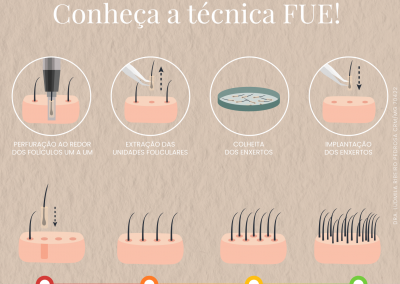 Conheça a técnica FUE!
PERFURAÇÃO AO REDOR
DOS FOLÍCULOS UM A UM
EXTRAÇÃO DAS
UNIDADES FOLICULARES
COLHEITA
DOS ENXERTOS
IMPLANTAÇÃO
DOS ENXERTOS